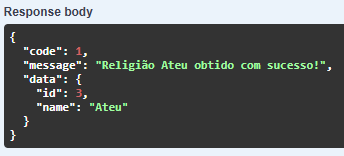 Response body
{
"code": 1,
"message": "Religião Ateu obtido com sucesso!",
"data": {
"id": 3,
"name": "Ateu"
}
}